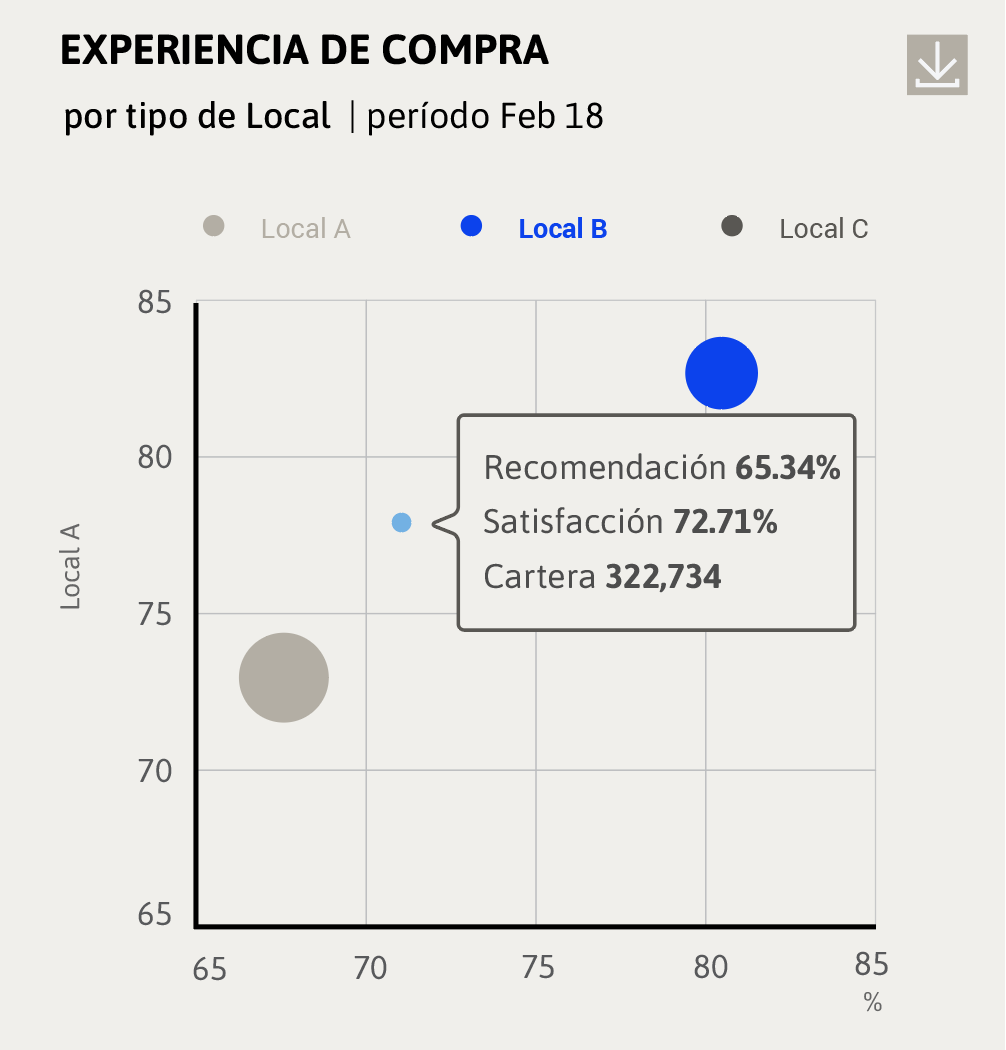 EXPERIENCIA DE COMPRA
por tipo de Local | período Feb 18
Local A
Local B
Local C
85
80
75
70
65
Local A
Recomendación 65.34%
Satisfacción 72.71%
Cartera 322,734
65
70
75
80
85
%